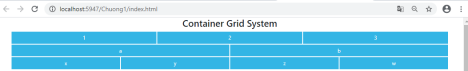 localhost:5947/Chuong1/index.html
Container Grid System
1 2 3
a b
x y z w